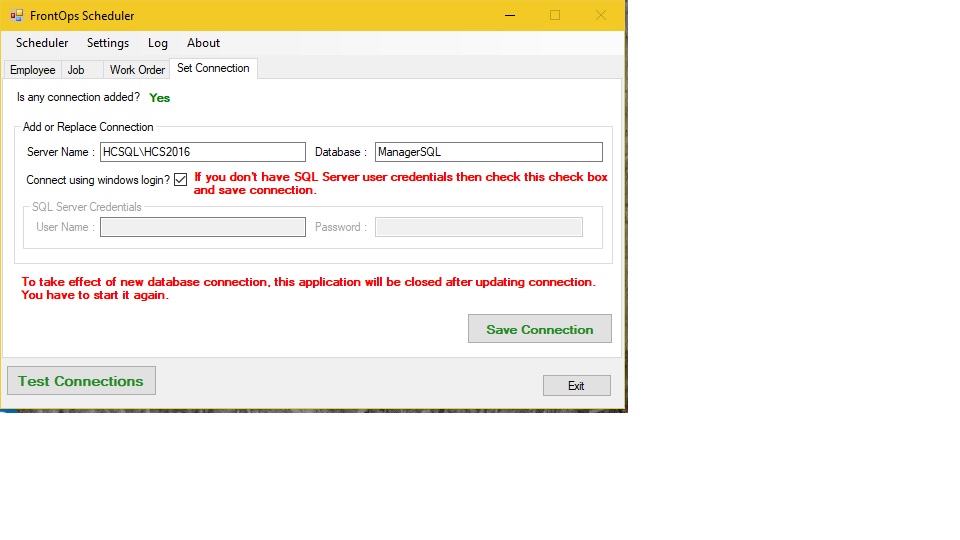 FrontOps Scheduler
Scheduler Settings Log About
Employee Job Work Order Set Connection
Is any connection added? Yes
Add or Replace Connection
Server Name : HCSQL\HCS2016 Database : ManagerSQL
Connect using windows login? If you don't have SQL Server user credentials then check this check box
and save connection.
SQL Server Credentials
User Name : Password :
To take effect of new database connection, this application will be closed after updating connection.
You have to start it again.
Save Connection
Test Connections
Exit